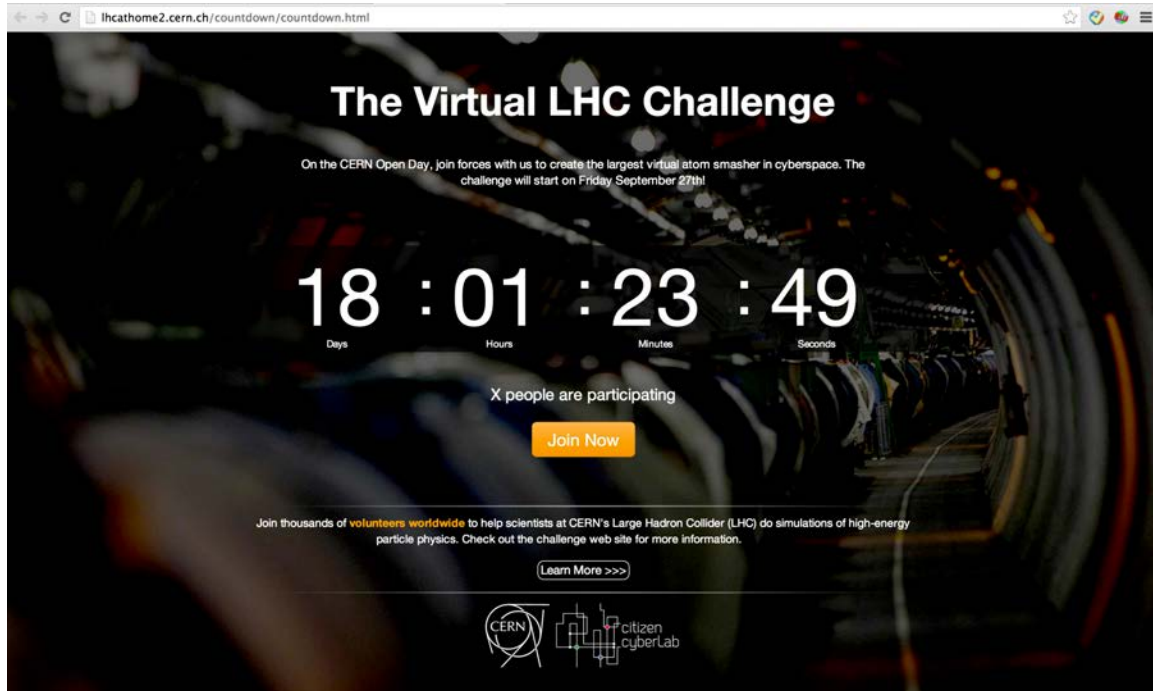 lhcathome2.cern.ch/countdown/countdown.html
The Virtual LHC Challenge
On the CERN Open Day, join forces with us to create the largest virtual atom smasher in cyberspace. The
challenge will start on Friday September 27th!
18 : 01 : 23 : 49
Days Hours Minutes Seconds
X people are participating
Join Now
Join thousands of volunteers worldwide to help scientists at CERN's Large Hadron Collider (LHC) do simulations of high-energy
particle physics. Check out the challenge web site for more information.
Learn More >>>
CERN
citizen
cyberlab